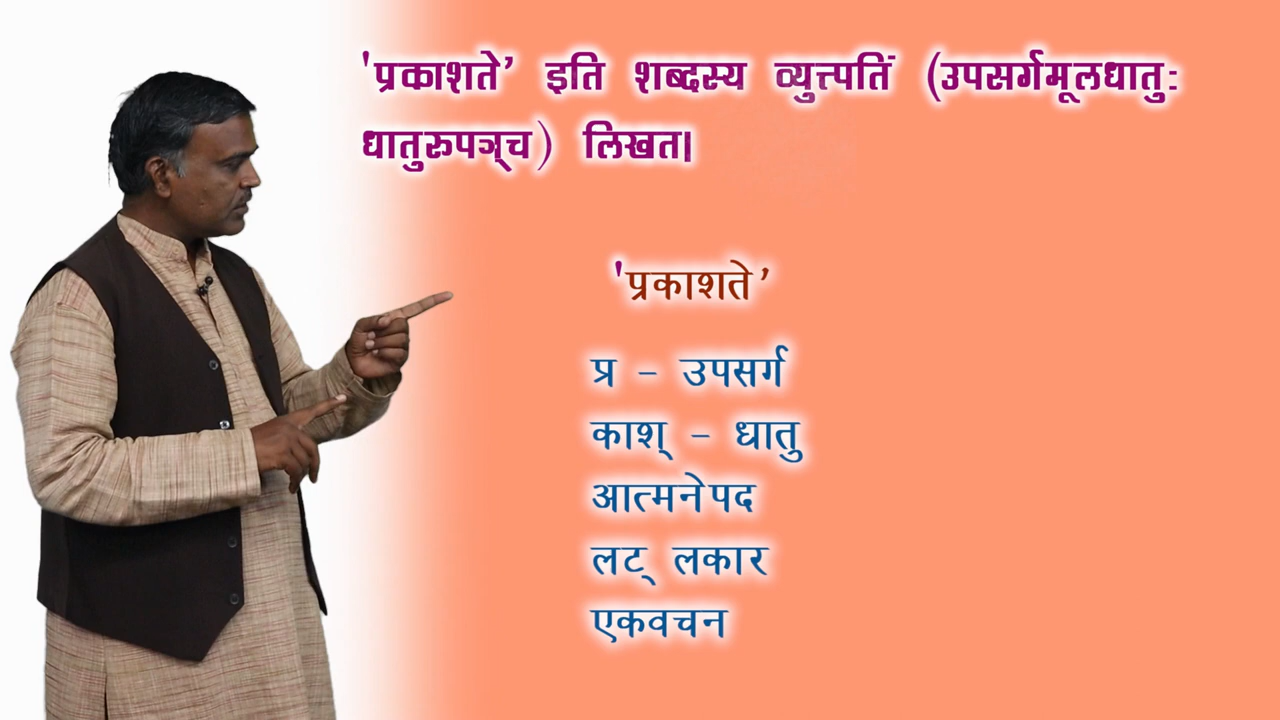 'प्रकाशते’ इति शब्दस्य व्युत्त्पतिं (उपसर्गमूलधातुः
धातुरुपञ्च) लिखत।
'प्रकाशते’
प्र - उपसर्ग
काश् - धातु
आत्मनेपद
लट् लकार
एकवचन